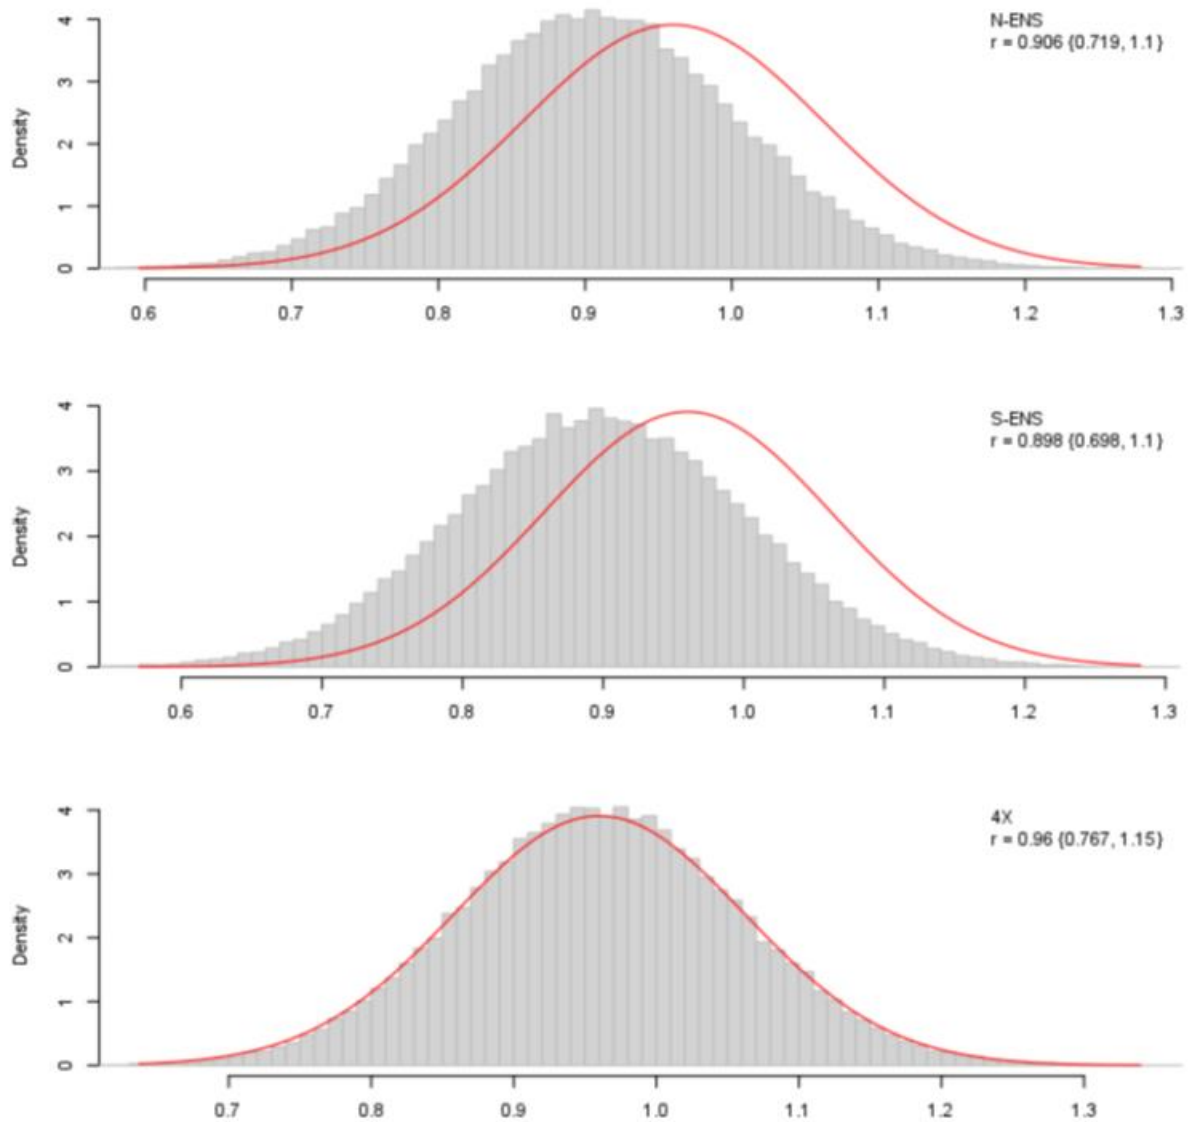 N-ENS
r = 0.906 {0.719, 1.1}
Density
4
3
2
1
0
0.6 0.7 0.8 0.9 1.0 1.1 1.2 1.3
S-ENS
r = 0.898 {0.698, 1.1}
Density
4
3
2
1
0
0.6 0.7 0.8 0.9 1.0 1.1 1.2 1.3
4X
r = 0.96 {0.767, 1.15}
Density
4
3
2
1
0
0.7 0.8 0.9 1.0 1.1 1.2 1.3